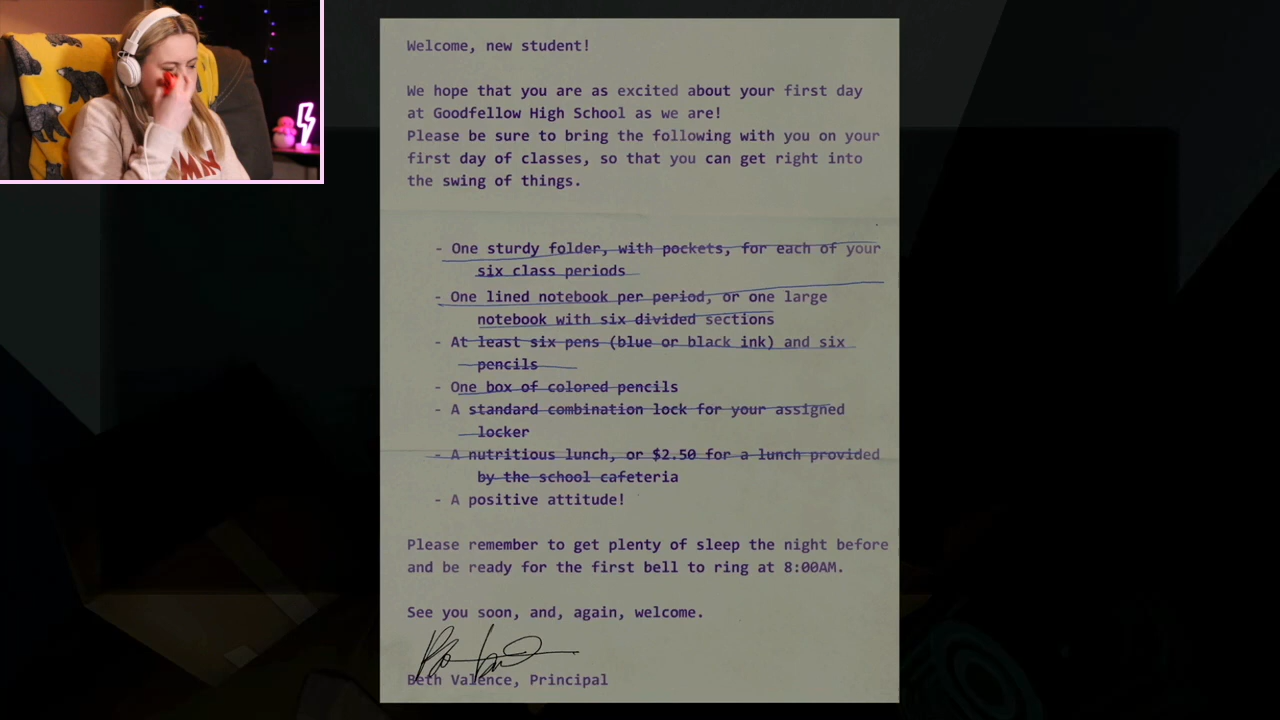 Welcome, new student!
We hope that you are as excited about your first day
at Goodfellow High School as we are!
Please be sure to bring the following with you on your
first day of classes, so that you can get right into
the swing of things.
- One sturdy folder, with pockets, for each of your
six class periods
- One lined notebook per period, or one large
notebook with six divided sections
- At least six pens (blue or black ink) and six
pencils
- One box of colored pencils
- A standard combination lock for your assigned
locker
- A nutritious lunch, or $2.50 for a lunch provided
by the school cafeteria
- A positive attitude!
Please remember to get plenty of sleep the night before
and be ready for the first bell to ring at 8:00AM.
See you soon, and, again, welcome.
Beth Valence, Principal